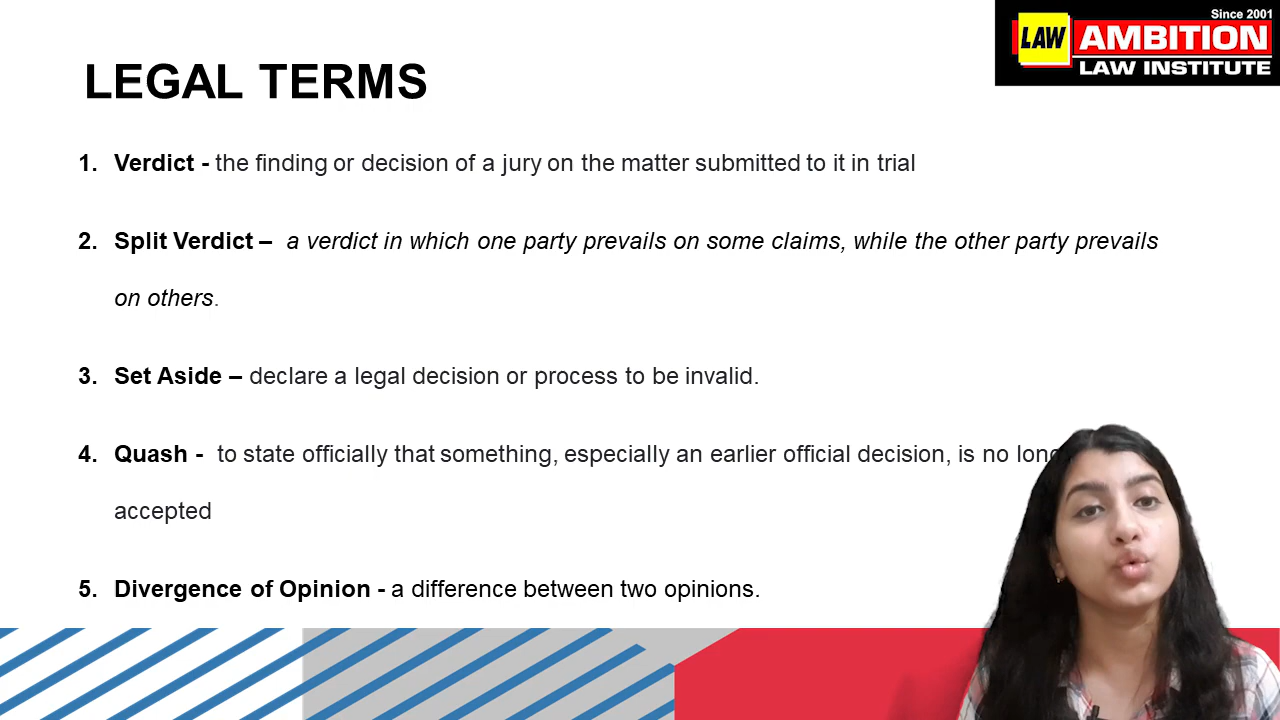 Since 2001
LAW AMBITION
LAW INSTITUTE
LEGAL TERMS
1. Verdict - the finding or decision of a jury on the matter submitted to it in trial
2. Split Verdict – a verdict in which one party prevails on some claims, while the other party prevails
on others.
3. Set Aside – declare a legal decision or process to be invalid.
4. Quash - to state officially that something, especially an earlier official decision, is no
accepted
5. Divergence of Opinion - a difference between two opinions.